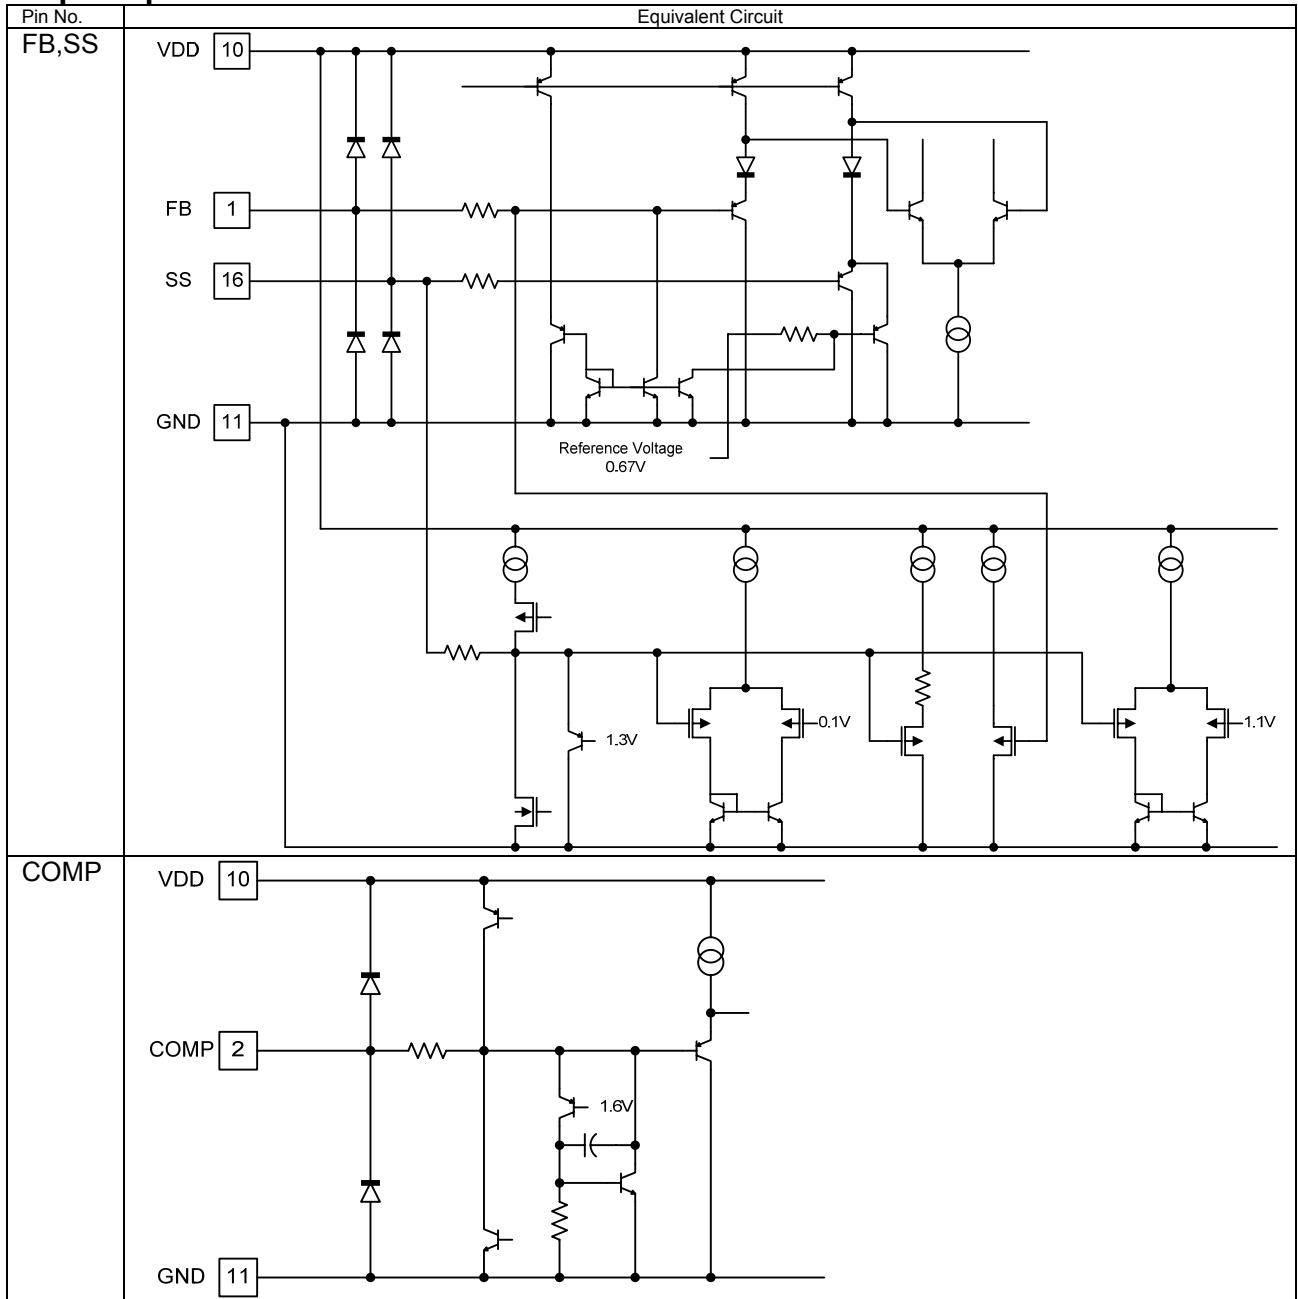 Pin No. Equivalent Circuit
FB,SS
VDD 10
FB 1
SS 16
GND 11
Reference Voltage
0.67V
0.1V
1.1V
1.3V
COMP
VDD 10
COMP 2
1.6V
GND 11